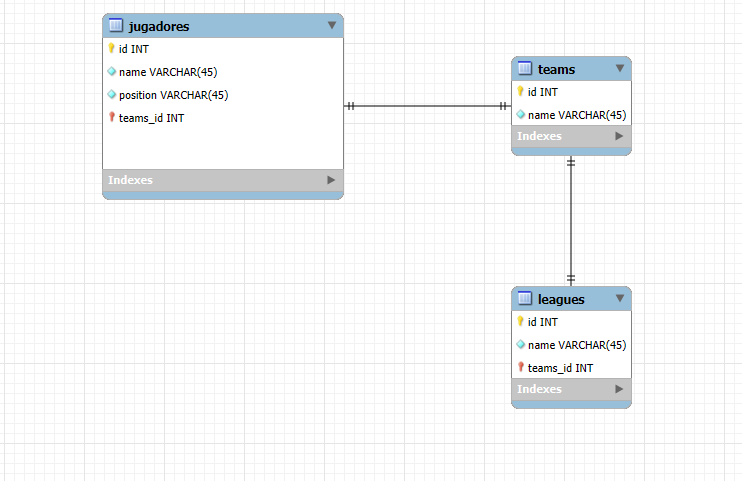 jugadores
id INT
name VARCHAR(45)
position VARCHAR(45)
teams_id INT
Indexes
teams
id INT
name VARCHAR(45)
Indexes
leagues
id INT
name VARCHAR(45)
teams_id INT
Indexes